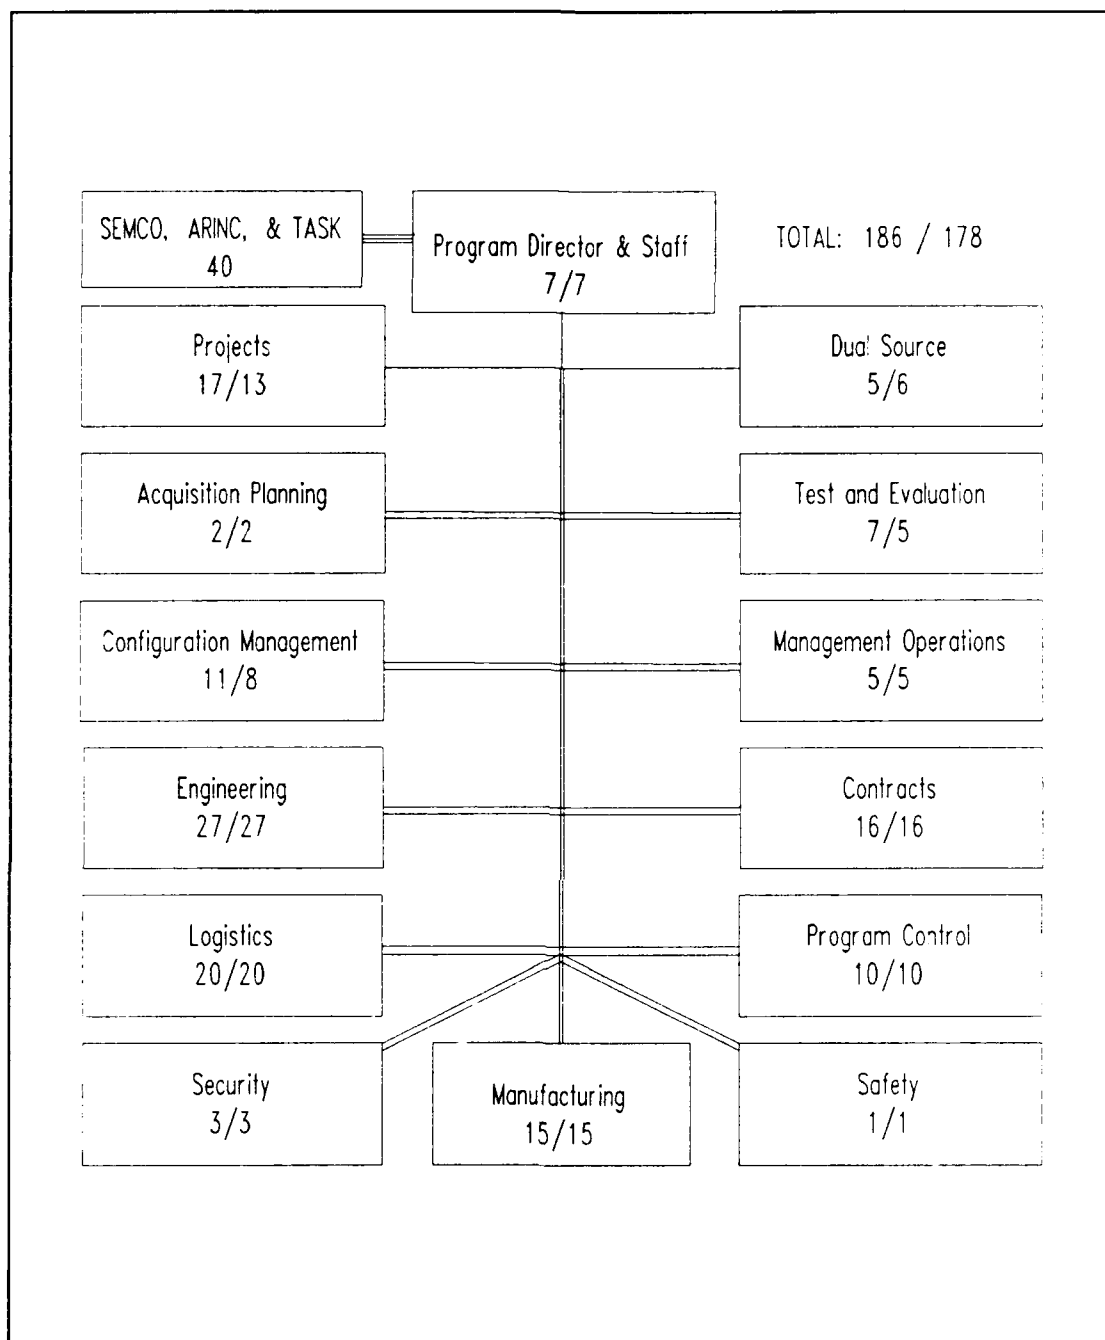 SEMCO, ARINC, & TASK
40
Program Director & Staff
7/7
TOTAL: 186 / 178
Projects
17/13
Dual Source
5/6
Acquisition Planning
2/2
Test and Evaluation
7/5
Configuration Management
11/8
Management Operations
5/5
Engineering
27/27
Contracts
16/16
Logistics
20/20
Program Control
10/10
Security
3/3
Manufacturing
15/15
Safety
1/1